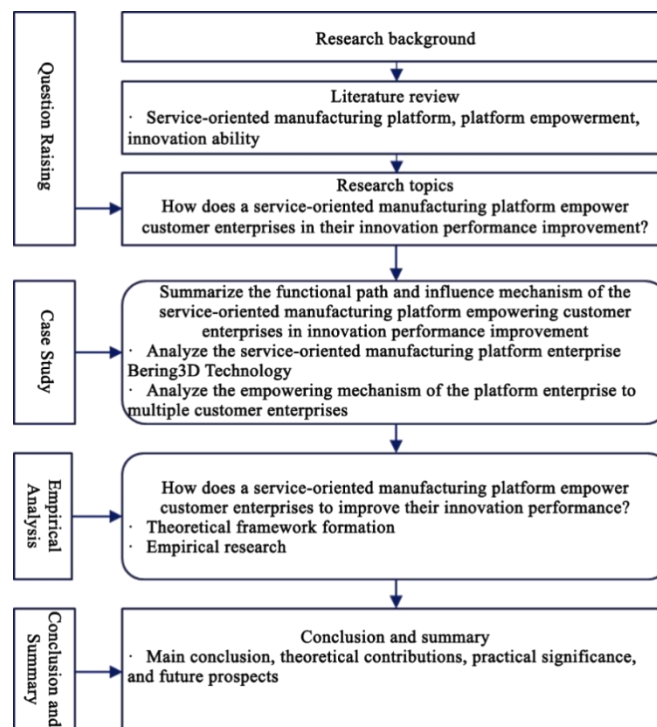 Question Raising
Research background
Literature review
· Service-oriented manufacturing platform, platform empowerment,
innovation ability
Research topics
How does a service-oriented manufacturing platform empower
customer enterprises in their innovation performance improvement?
Case Study
Summarize the functional path and influence mechanism of the
service-oriented manufacturing platform empowering customer
enterprises in innovation performance improvement
· Analyze the service-oriented manufacturing platform enterprise
Bering3D Technology
· Analyze the empowering mechanism of the platform enterprise to
multiple customer enterprises
Empirical
Analysis
How does a service-oriented manufacturing platform empower
customer enterprises to improve their innovation performance?
· Theoretical framework formation
· Empirical research
Conclusion and
Summary
Conclusion and summary
· Main conclusion, theoretical contributions, practical significance,
and future prospects